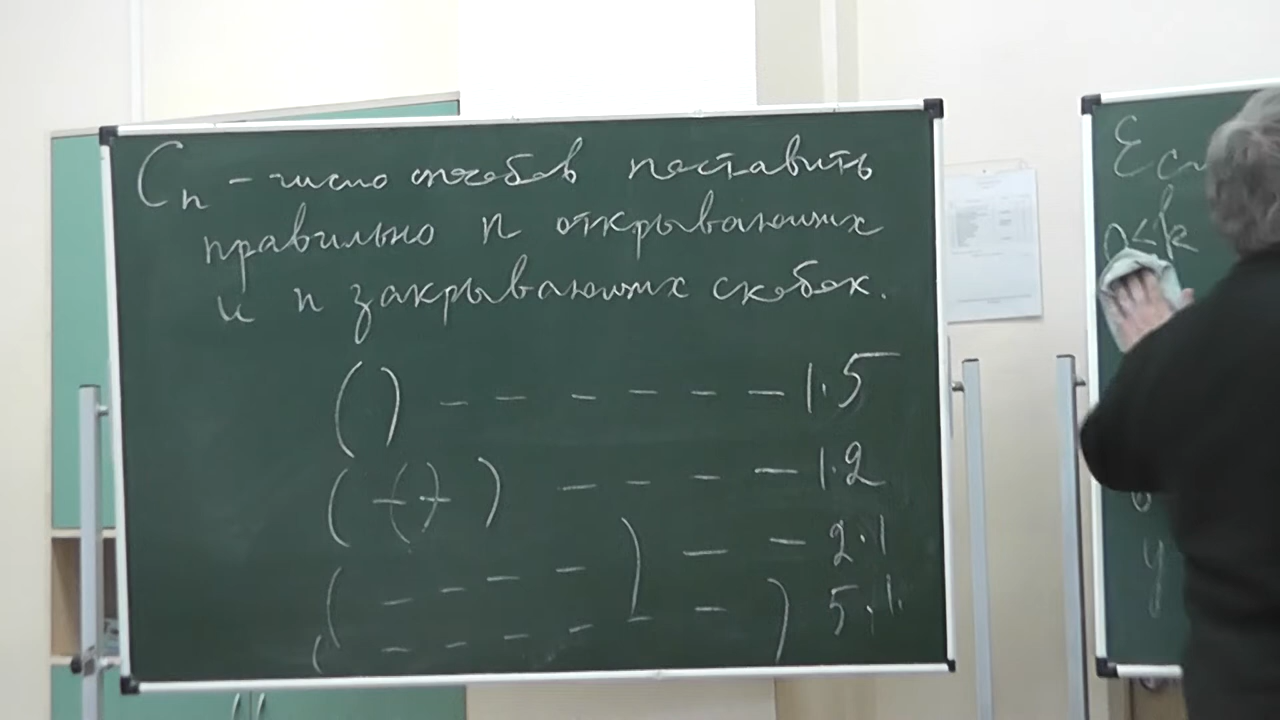 Cₙ - число способов поставить
правильно n открывающих
и n закрывающих скобок.
( ) - - - - - - 1·5
( - ( ) - ) - - - - 1·2
( - - - - ) - - 2·1
( - - - - - - ) 5·1.
n<k